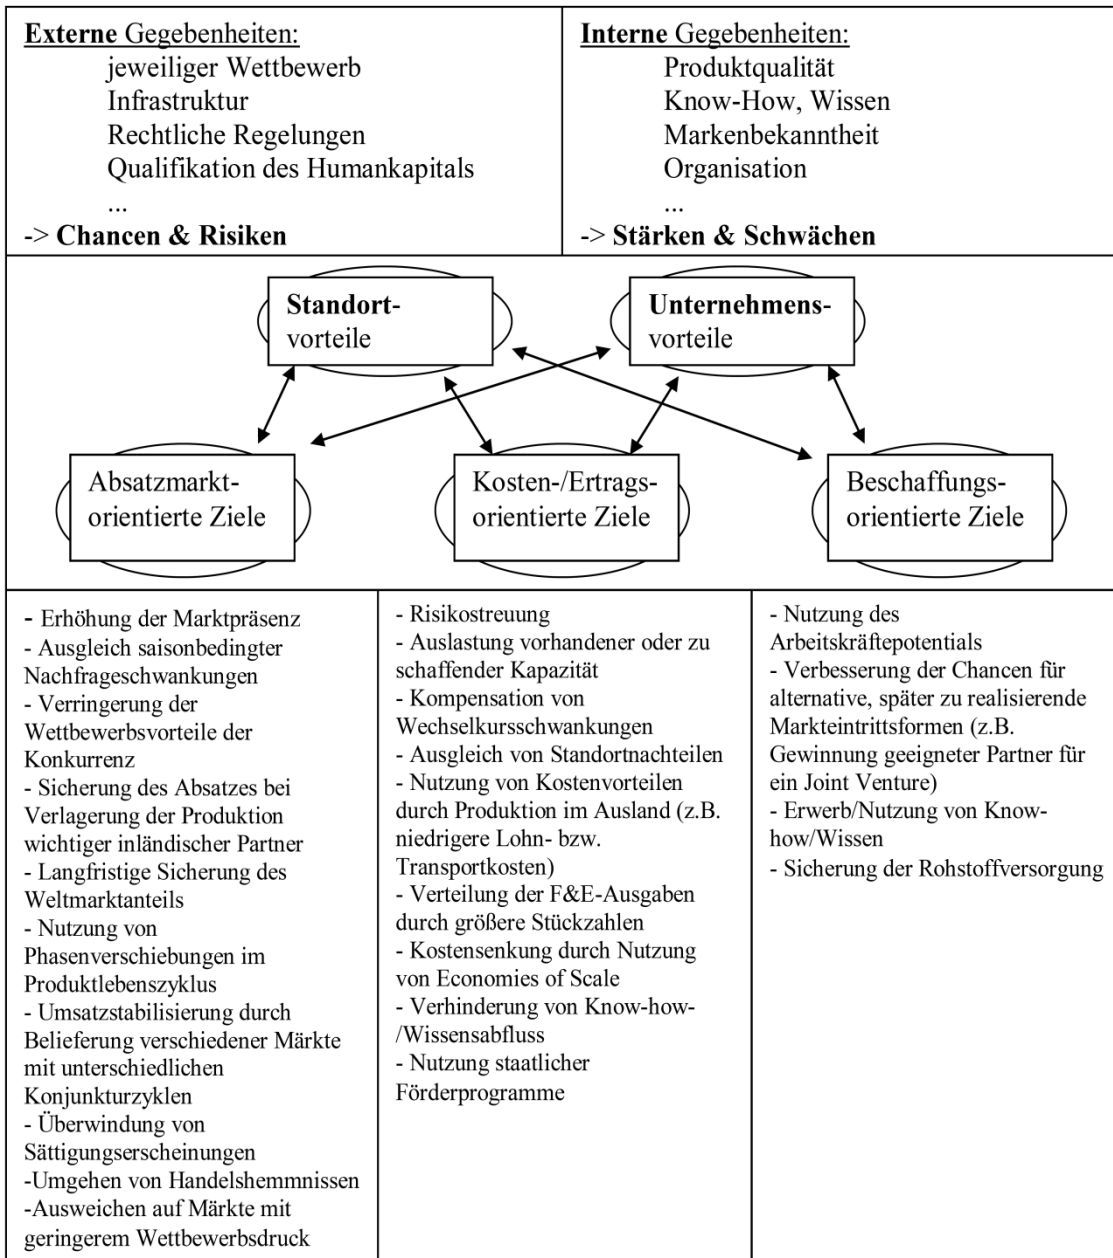 Externe Gegebenheiten:
jeweiliger Wettbewerb
Infrastruktur
Rechtliche Regelungen
Qualifikation des Humankapitals
...
-> Chancen & Risiken
Interne Gegebenheiten:
Produktqualität
Know-How, Wissen
Markenbekanntheit
Organisation
...
-> Stärken & Schwächen
Standort-
vorteile
Unternehmens-
vorteile
Absatzmarkt-
orientierte Ziele
Kosten-/Ertrags-
orientierte Ziele
Beschaffungs-
orientierte Ziele
- Erhöhung der Marktpräsenz
- Ausgleich saisonbedingter
Nachfrageschwankungen
- Verringerung der
Wettbewerbsvorteile der
Konkurrenz
- Sicherung des Absatzes bei
Verlagerung der Produktion
wichtiger inländischer Partner
- Langfristige Sicherung des
Weltmarktanteils
- Nutzung von
Phasenverschiebungen im
Produktlebenszyklus
- Umsatzstabilisierung durch
Belieferung verschiedener Märkte
mit unterschiedlichen
Konjunkturzyklen
- Überwindung von
Sättigungserscheinungen
-Umgehen von Handelshemmnissen
-Ausweichen auf Märkte mit
geringerem Wettbewerbsdruck
- Risikostreuung
- Auslastung vorhandener oder zu
schaffender Kapazität
- Kompensation von
Wechselkursschwankungen
- Ausgleich von Standortnachteilen
- Nutzung von Kostenvorteilen
durch Produktion im Ausland (z.B.
niedrigere Lohn- bzw.
Transportkosten)
- Verteilung der F&E-Ausgaben
durch größere Stückzahlen
- Kostensenkung durch Nutzung
von Economies of Scale
- Verhinderung von Know-how-
/Wissensabfluss
- Nutzung staatlicher
Förderprogramme
- Nutzung des
Arbeitskräftepotentials
- Verbesserung der Chancen für
alternative, später zu realisierende
Markteintrittsformen (z.B.
Gewinnung geeigneter Partner für
ein Joint Venture)
- Erwerb/Nutzung von Know-
how/Wissen
- Sicherung der Rohstoffversorgung